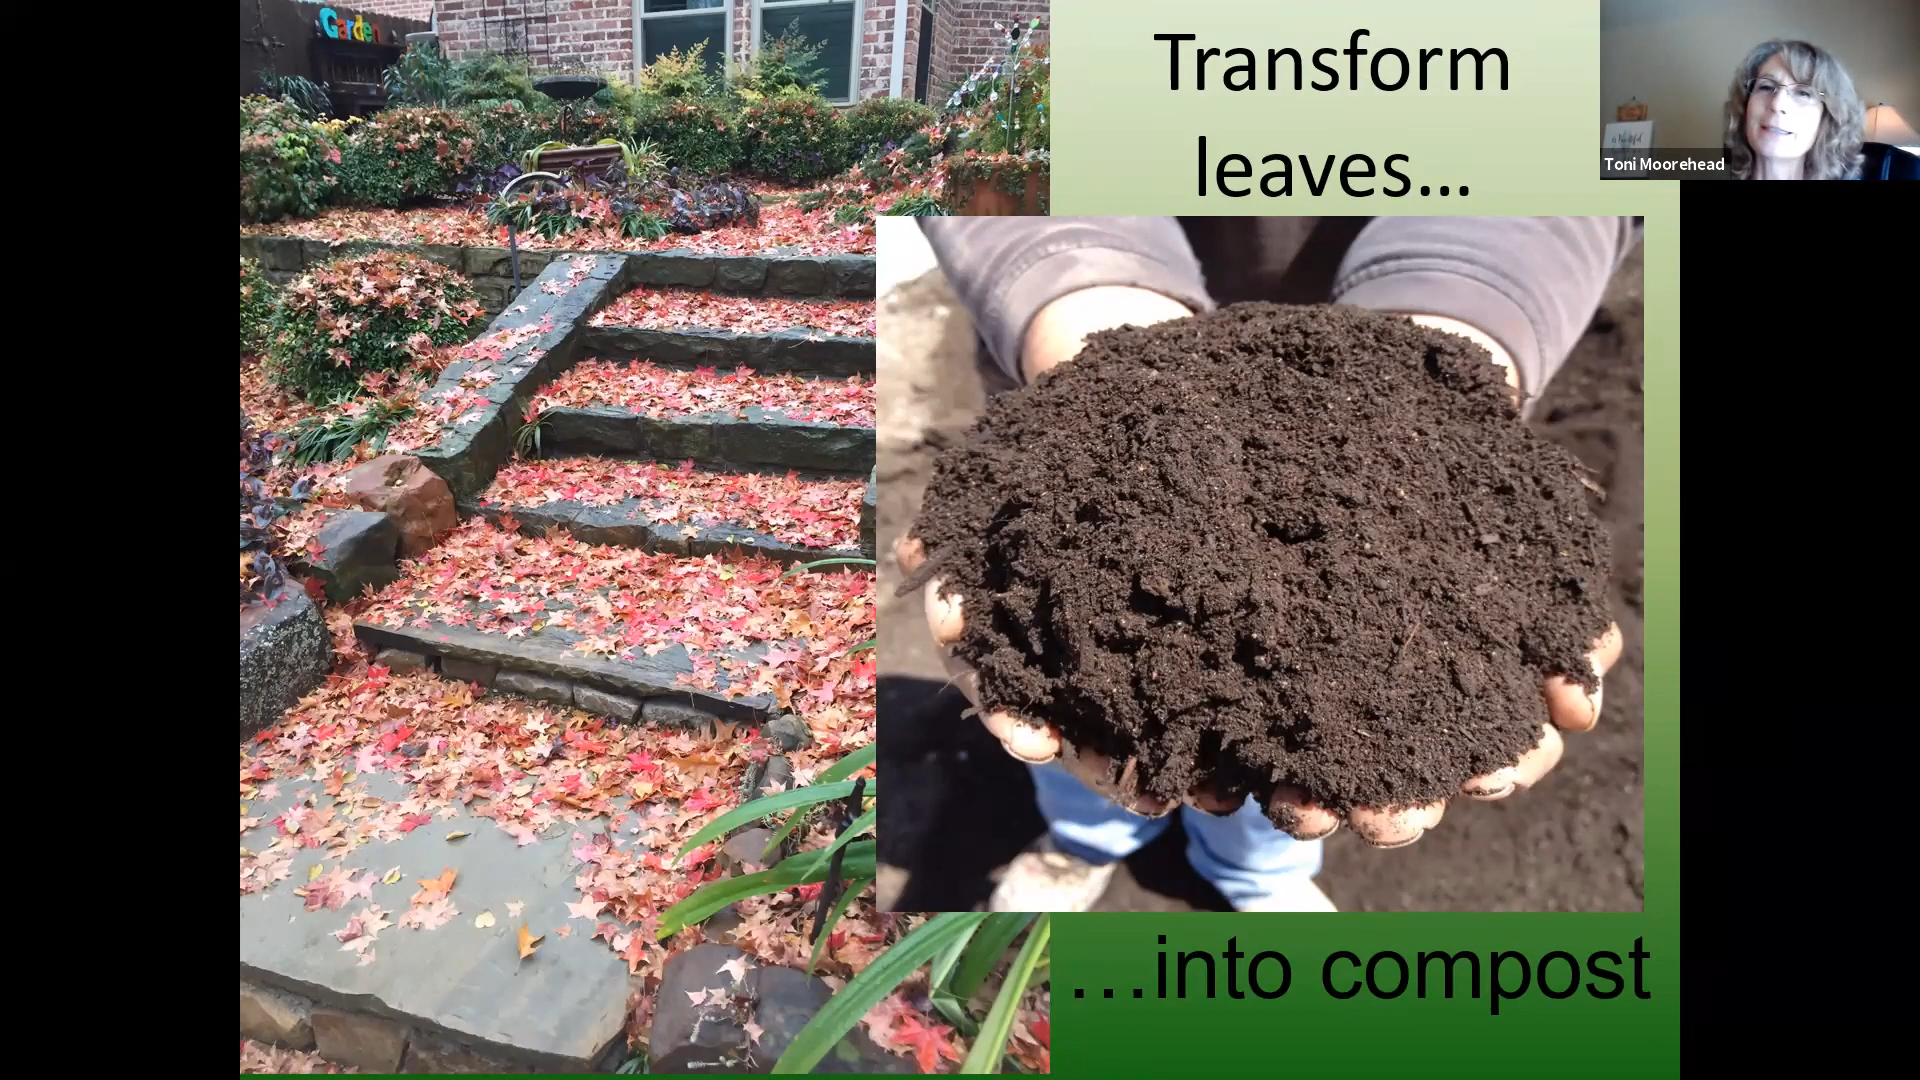 Garden
Transform
leaves...
Toni Moorehead
...into compost